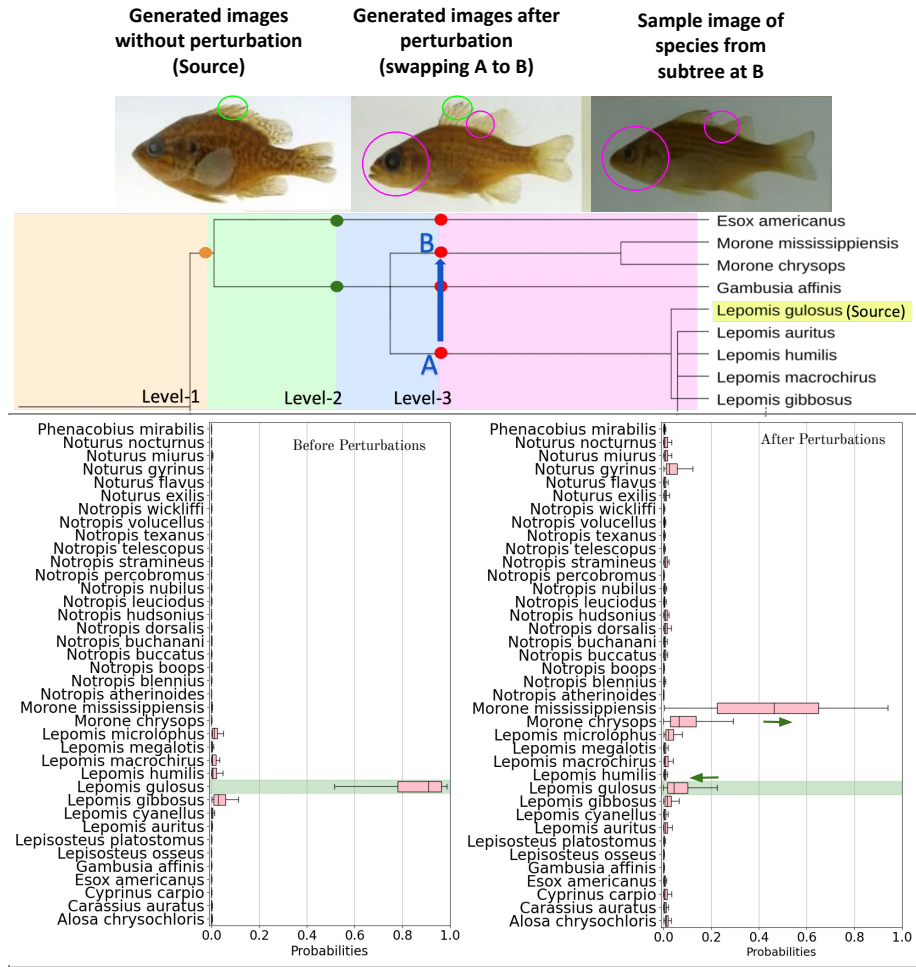 Generated images
without perturbation
(Source)
Generated images after
perturbation
(swapping A to B)
Sample image of
species from
subtree at B
Esox americanus
B
Morone mississippiensis
Morone chrysops
Gambusia affinis
Lepomis gulosus (Source)
Lepomis auritus
Lepomis humilis
A
Lepomis macrochirus
Level-1
Level-2
Level-3
Lepomis gibbosus
Before Perturbations
Phenacobius mirabilis
Noturus nocturnus
Noturus miurus
Noturus gyrinus
Noturus flavus
Noturus exilis
Notropis wickliffi
Notropis volucellus
Notropis texanus
Notropis telescopus
Notropis stramineus
Notropis percobromus
Notropis nubilus
Notropis leuciodus
Notropis hudsonius
Notropis dorsalis
Notropis buchanani
Notropis buccatus
Notropis boops
Notropis blennius
Notropis atherinoides
Morone mississippiensis
Morone chrysops
Lepomis microlophus
Lepomis megalotis
Lepomis macrochirus
Lepomis humilis
Lepomis gulosus
Lepomis gibbosus
Lepomis cyanellus
Lepomis auritus
Lepisosteus platostomus
Lepisosteus osseus
Gambusia affinis
Esox americanus
Cyprinus carpio
Carassius auratus
Alosa chrysochloris
0.0 0.2 0.4 0.6 0.8 1.0
Probabilities
After Perturbations
Phenacobius mirabilis
Noturus nocturnus
Noturus miurus
Noturus gyrinus
Noturus flavus
Noturus exilis
Notropis wickliffi
Notropis volucellus
Notropis texanus
Notropis telescopus
Notropis stramineus
Notropis percobromus
Notropis nubilus
Notropis leuciodus
Notropis hudsonius
Notropis dorsalis
Notropis buchanani
Notropis buccatus
Notropis boops
Notropis blennius
Notropis atherinoides
Morone mississippiensis
Morone chrysops
Lepomis microlophus
Lepomis megalotis
Lepomis macrochirus
Lepomis humilis
Lepomis gulosus
Lepomis gibbosus
Lepomis cyanellus
Lepomis auritus
Lepisosteus platostomus
Lepisosteus osseus
Gambusia affinis
Esox americanus
Cyprinus carpio
Carassius auratus
Alosa chrysochloris
0.0 0.2 0.4 0.6 0.8 1.0
Probabilities